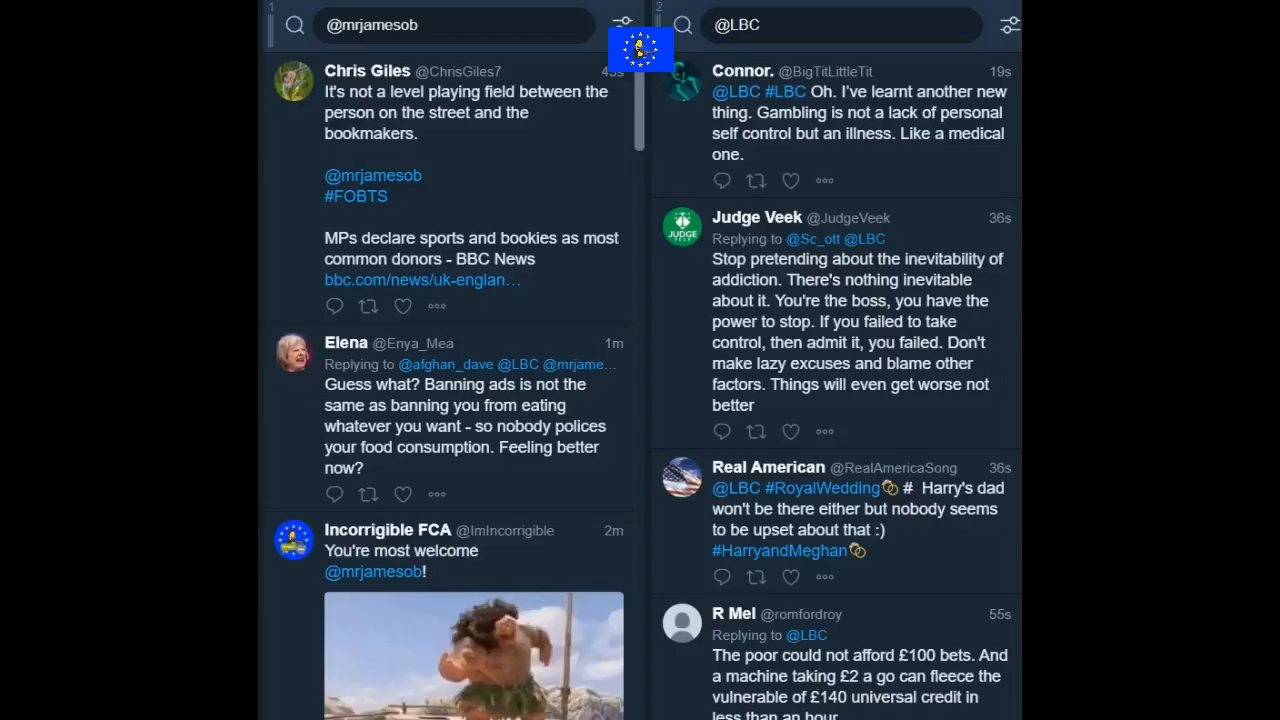 1
@mrjamesob
Chris Giles @ChrisGiles7 43s
It's not a level playing field between the
person on the street and the
bookmakers.
@mrjamesob
#FOBTS
MPs declare sports and bookies as most
common donors - BBC News
bbc.com/news/uk-englan…
Elena @Enya_Mea 1m
Replying to @afghan_dave @LBC @mrjame…
Guess what? Banning ads is not the
same as banning you from eating
whatever you want - so nobody polices
your food consumption. Feeling better
now?
Incorrigible FCA @ImIncorrigible 2m
You're most welcome
@mrjamesob!
2
@LBC
Connor. @BigTitLittleTit 19s
@LBC #LBC Oh. I've learnt another new
thing. Gambling is not a lack of personal
self control but an illness. Like a medical
one.
Judge Veek @JudgeVeek 36s
JUDGE
Replying to @Sc_ott @LBC
Stop pretending about the inevitability of
addiction. There's nothing inevitable
about it. You're the boss, you have the
power to stop. If you failed to take
control, then admit it, you failed. Don't
make lazy excuses and blame other
factors. Things will even get worse not
better
Real American @RealAmericaSong 36s
@LBC #RoyalWedding # Harry's dad
won't be there either but nobody seems
to be upset about that :)
#HarryandMeghan
R Mel @romfordroy 55s
Replying to @LBC
The poor could not afford £100 bets. And
a machine taking £2 a go can fleece the
vulnerable of £140 universal credit in
less than an hour